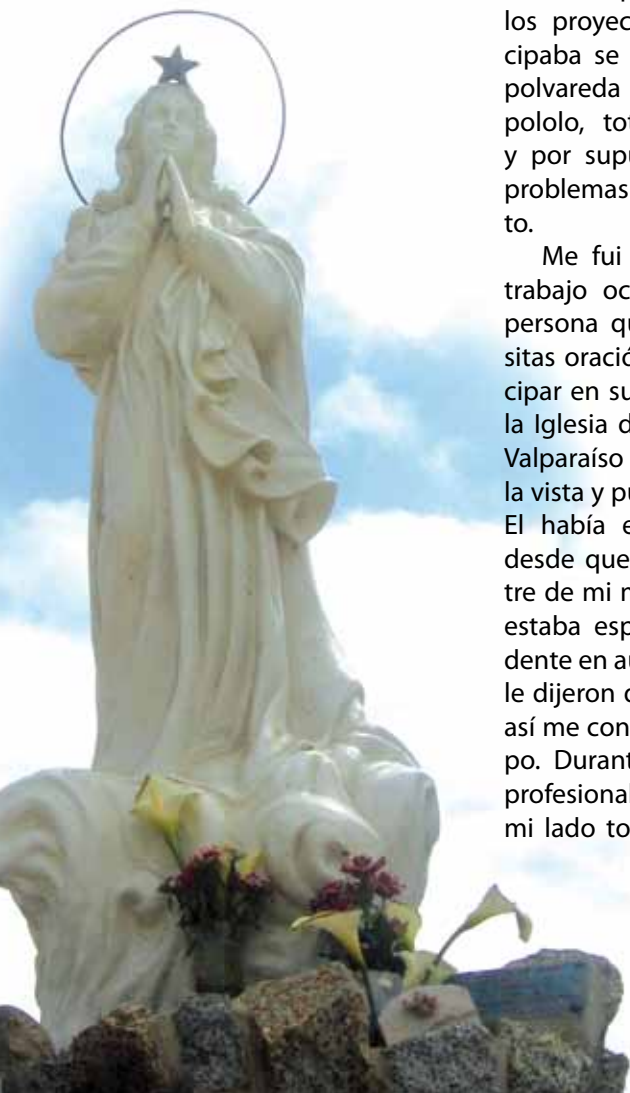 los proyec
cipaba se
polvareda
pololo, tot
y por supu
problemas
to.
Me fui
trabajo oc
persona qu
sitas oració
cipar en su
la Iglesia d
Valparaíso
la vista y pu
El había e
desde que
tre de mi m
estaba esp
dente en au
le dijeron q
así me con
po. Durant
profesional
mi lado to